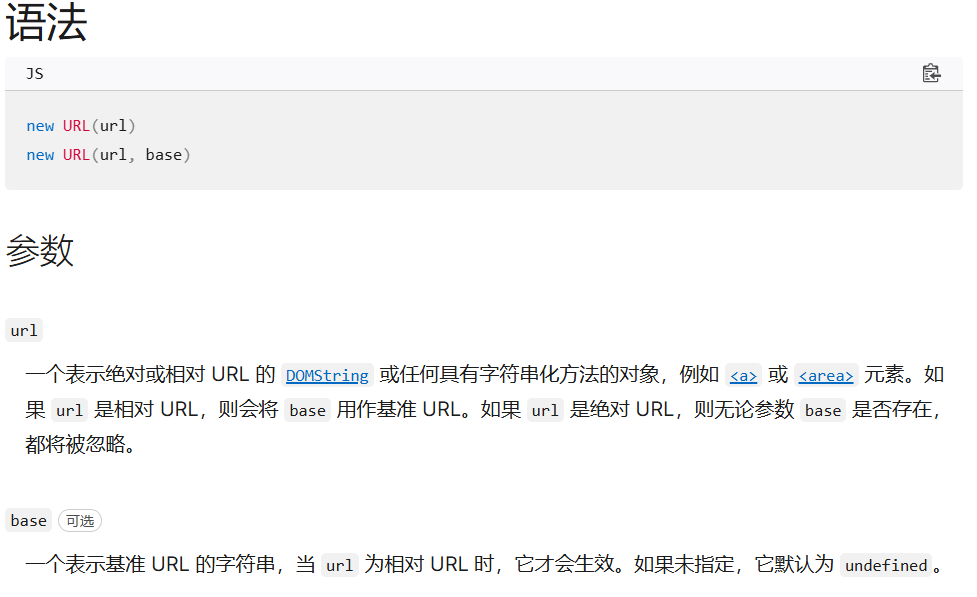 语法
JS
new URL(url)
new URL(url, base)
参数
url
一个表示绝对或相对 URL 的 DOMString 或任何具有字符串化方法的对象，例如 <a> 或 <area> 元素。如
果 url 是相对 URL，则会将 base 用作基准 URL。如果 url 是绝对 URL，则无论参数 base 是否存在，
都将被忽略。
base 可选
一个表示基准 URL 的字符串，当 url 为相对 URL 时，它才会生效。如果未指定，它默认为 undefined。